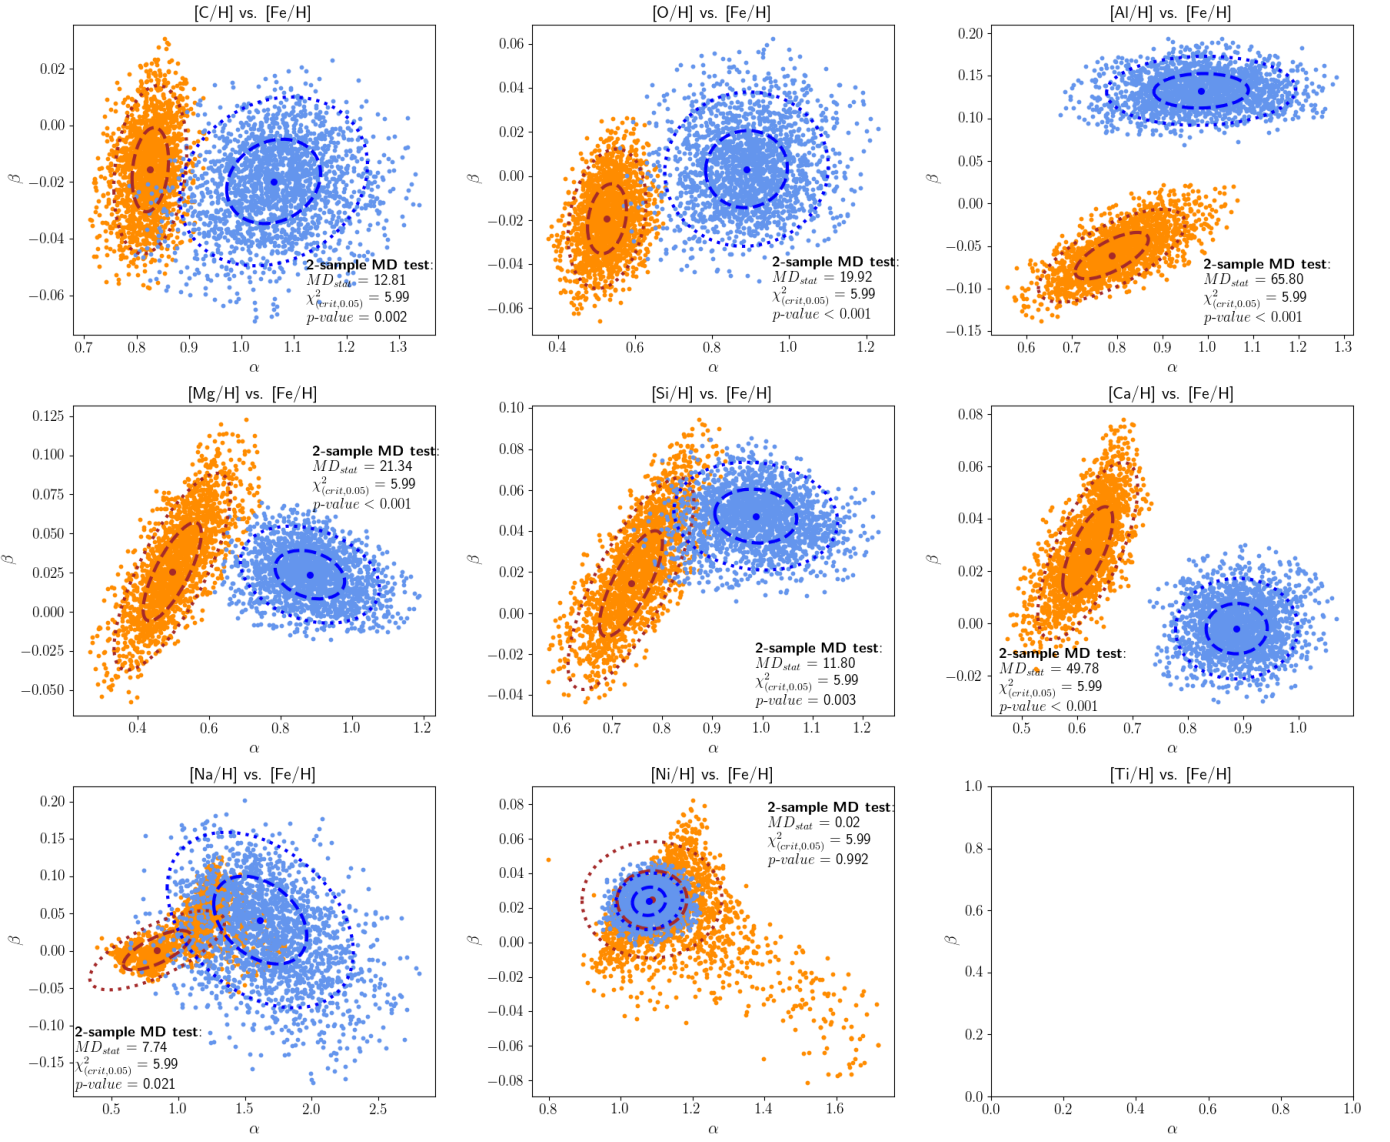 [C/H] vs. [Fe/H]
0.02
0.00
−0.02
−0.04
−0.06
β
2-sample MD test:
MD_stat = 12.81
χ²_(crit,0.05) = 5.99
p-value = 0.002
0.7 0.8 0.9 1.0 1.1 1.2 1.3
α
[O/H] vs. [Fe/H]
0.06
0.04
0.02
0.00
−0.02
−0.04
−0.06
β
2-sample MD test:
MD_stat = 19.92
χ²_(crit,0.05) = 5.99
p-value < 0.001
0.4 0.6 0.8 1.0 1.2
α
[Al/H] vs. [Fe/H]
0.20
0.15
0.10
0.05
0.00
−0.05
−0.10
−0.15
β
2-sample MD test:
MD_stat = 65.80
χ²_(crit,0.05) = 5.99
p-value < 0.001
0.6 0.7 0.8 0.9 1.0 1.1 1.2 1.3
α
[Mg/H] vs. [Fe/H]
0.125
0.100
0.075
0.050
0.025
0.000
−0.025
−0.050
β
2-sample MD test:
MD_stat = 21.34
χ²_(crit,0.05) = 5.99
p-value < 0.001
0.4 0.6 0.8 1.0 1.2
α
[Si/H] vs. [Fe/H]
0.10
0.08
0.06
0.04
0.02
0.00
−0.02
−0.04
β
2-sample MD test:
MD_stat = 11.80
χ²_(crit,0.05) = 5.99
p-value = 0.003
0.6 0.7 0.8 0.9 1.0 1.1 1.2
α
[Ca/H] vs. [Fe/H]
0.08
0.06
0.04
0.02
0.00
−0.02
β
2-sample MD test:
MD_stat = 49.78
χ²_(crit,0.05) = 5.99
p-value < 0.001
0.5 0.6 0.7 0.8 0.9 1.0
α
[Na/H] vs. [Fe/H]
0.20
0.15
0.10
0.05
0.00
−0.05
−0.10
−0.15
β
2-sample MD test:
MD_stat = 7.74
χ²_(crit,0.05) = 5.99
p-value = 0.021
0.5 1.0 1.5 2.0 2.5
α
[Ni/H] vs. [Fe/H]
0.08
0.06
0.04
0.02
0.00
−0.02
−0.04
−0.06
−0.08
β
2-sample MD test:
MD_stat = 0.02
χ²_(crit,0.05) = 5.99
p-value = 0.992
0.8 1.0 1.2 1.4 1.6
α
[Ti/H] vs. [Fe/H]
1.0
0.8
0.6
0.4
0.2
0.0
β
0.0 0.2 0.4 0.6 0.8 1.0
α